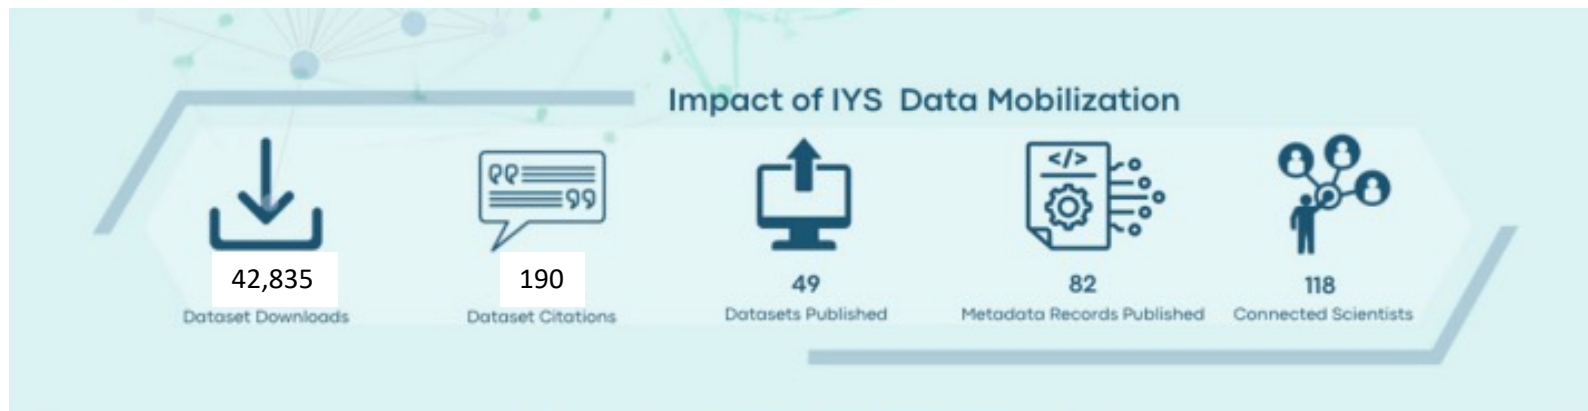 Impact of IYS Data Mobilization
</>
42,835
190
49
82
118
Dataset Downloads
Dataset Citations
Datasets Published
Metadata Records Published
Connected Scientists